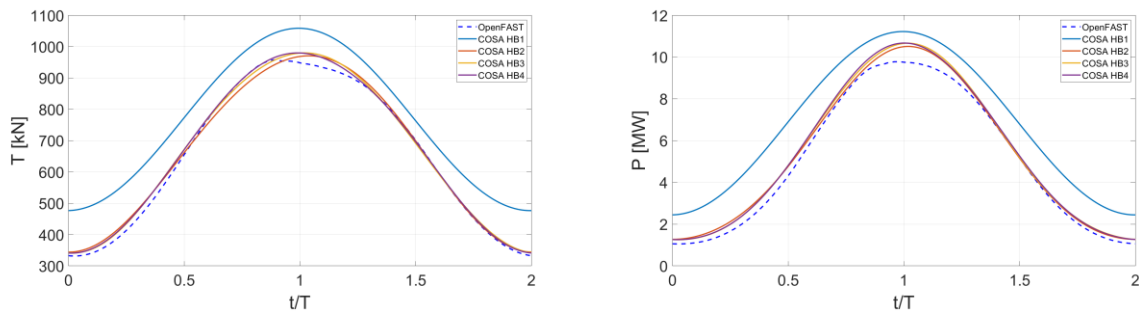 1100
1000
900
800
700
600
500
400
300
T [kN]
0
0.5
1
1.5
2
t/T
OpenFAST
COSA HB1
COSA HB2
COSA HB3
COSA HB4
12
10
8
6
4
2
0
P [MW]
0
0.5
1
1.5
2
t/T
OpenFAST
COSA HB1
COSA HB2
COSA HB3
COSA HB4